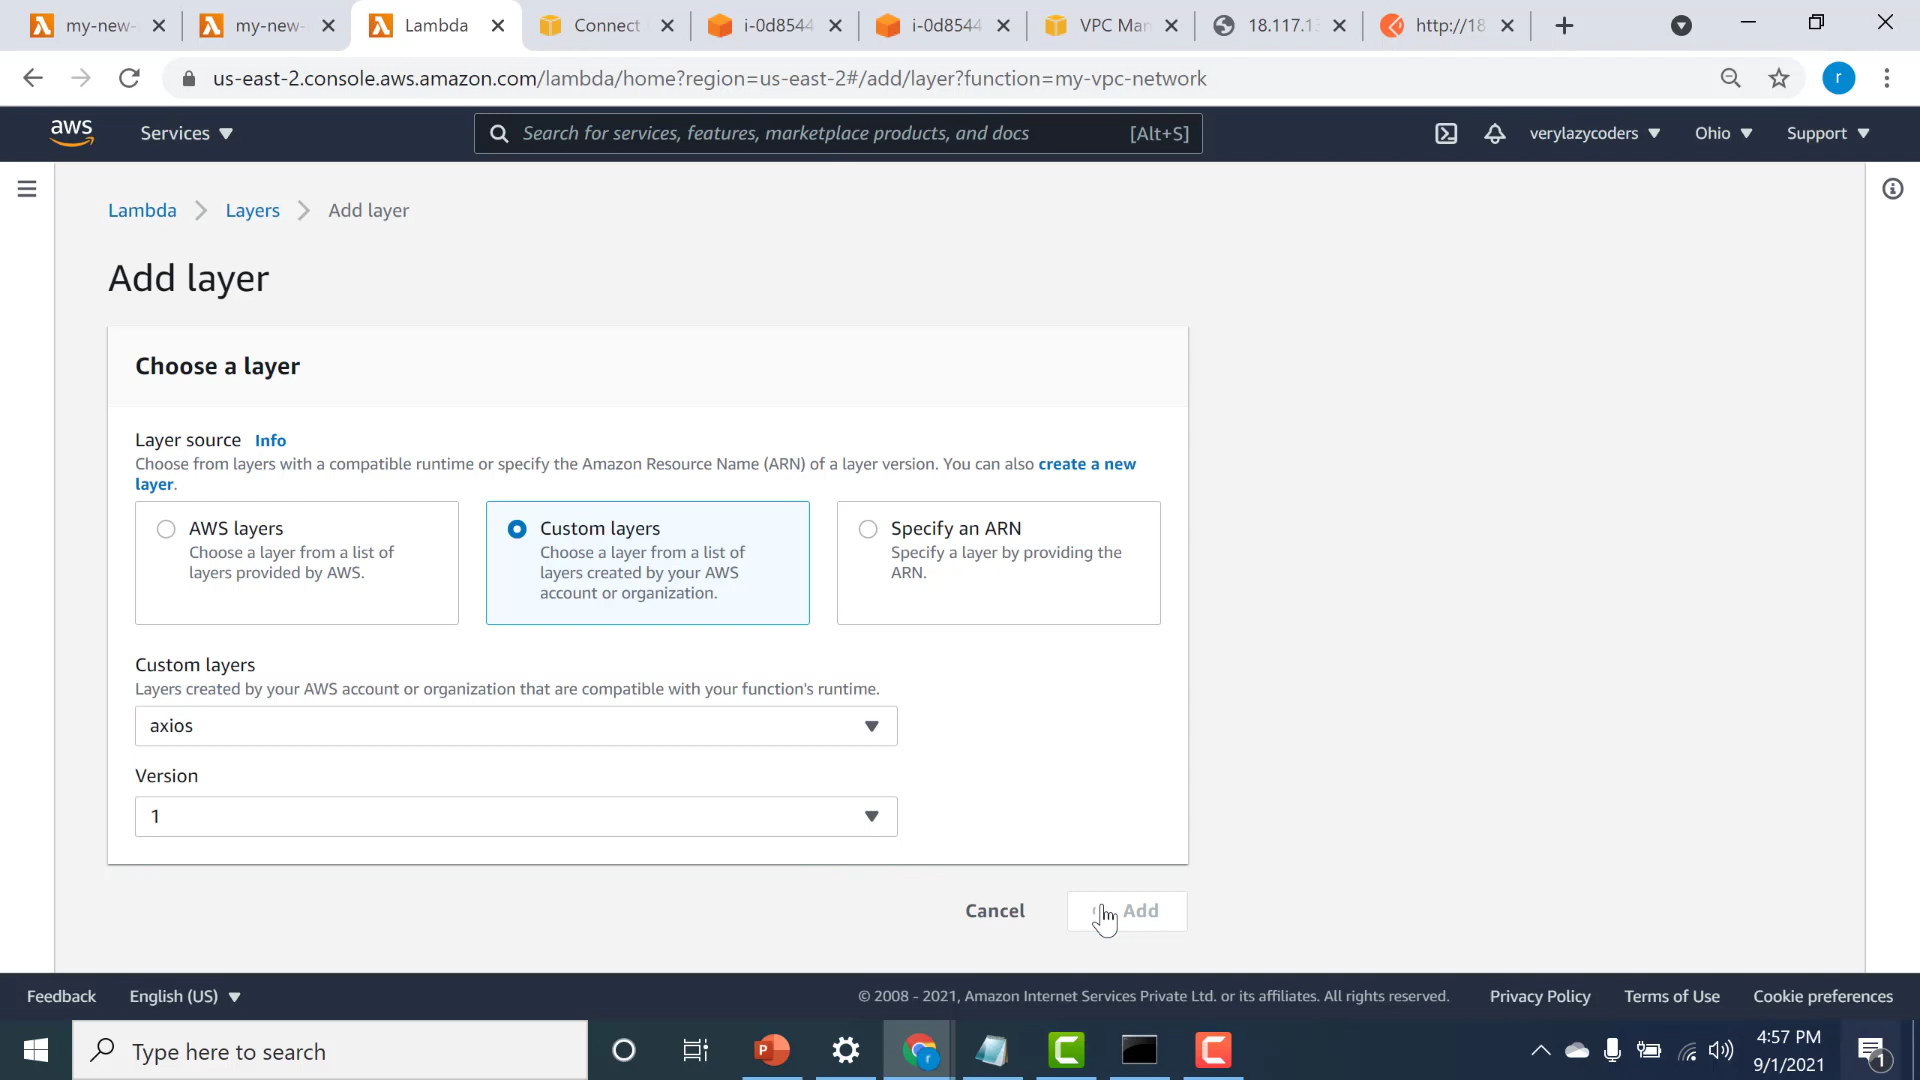 my-new-
my-new-
Lambda
Connect
i-0d8544
i-0d8544
VPC Man
18.117.1
http://18
us-east-2.console.aws.amazon.com/lambda/home?region=us-east-2#/add/layer?function=my-vpc-network
r
aws
Services
Search for services, features, marketplace products, and docs
[Alt+S]
verylazycoders
Ohio
Support
Lambda
Layers
Add layer
Add layer
Choose a layer
Layer source Info
Choose from layers with a compatible runtime or specify the Amazon Resource Name (ARN) of a layer version. You can also create a new
layer.
AWS layers
Choose a layer from a list of
layers provided by AWS.
Custom layers
Choose a layer from a list of
layers created by your AWS
account or organization.
Specify an ARN
Specify a layer by providing the
ARN.
Custom layers
Layers created by your AWS account or organization that are compatible with your function's runtime.
axios
Version
1
Cancel
Add
Feedback
English (US)
© 2008 - 2021, Amazon Internet Services Private Ltd. or its affiliates. All rights reserved.
Privacy Policy
Terms of Use
Cookie preferences
Type here to search
P
r
4:57 PM
9/1/2021
1